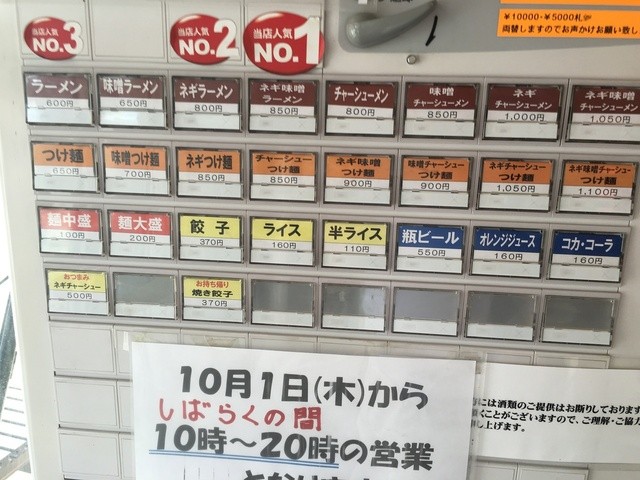 当店人気
NO.3
当店人気
NO.2
当店人気
NO.1
¥10000-・¥5000札
両替しますのでお声かけお願い
ラーメン
600円
味噌ラーメン
650円
ネギラーメン
800円
ネギ味噌
ラーメン
850円
チャーシューメン
800円
味噌
チャーシューメン
850円
ネギ
チャーシューメン
1,000円
ネギ味噌
チャーシューメン
1,050円
つけ麺
650円
味噌つけ麺
700円
ネギつけ麺
850円
チャーシュー
つけ麺
850円
ネギ味噌
つけ麺
900円
味噌チャーシュー
つけ麺
900円
ネギチャーシュー
つけ麺
1,050円
ネギ味噌チャーシュー
つけ麺
1,100円
麺中盛
100円
麺大盛
200円
餃子
370円
ライス
160円
半ライス
110円
瓶ビール
550円
オレンジジュース
160円
コカ・コーラ
160円
おつまみ
ネギチャーシュー
500円
お持ち帰り
焼き餃子
370円
10月1日(木)から
しばらくの間
10時～20時の営業
となります
には酒類のご提供はお断りしております
くことがございますので、ご理解・ご協力
し上げます。